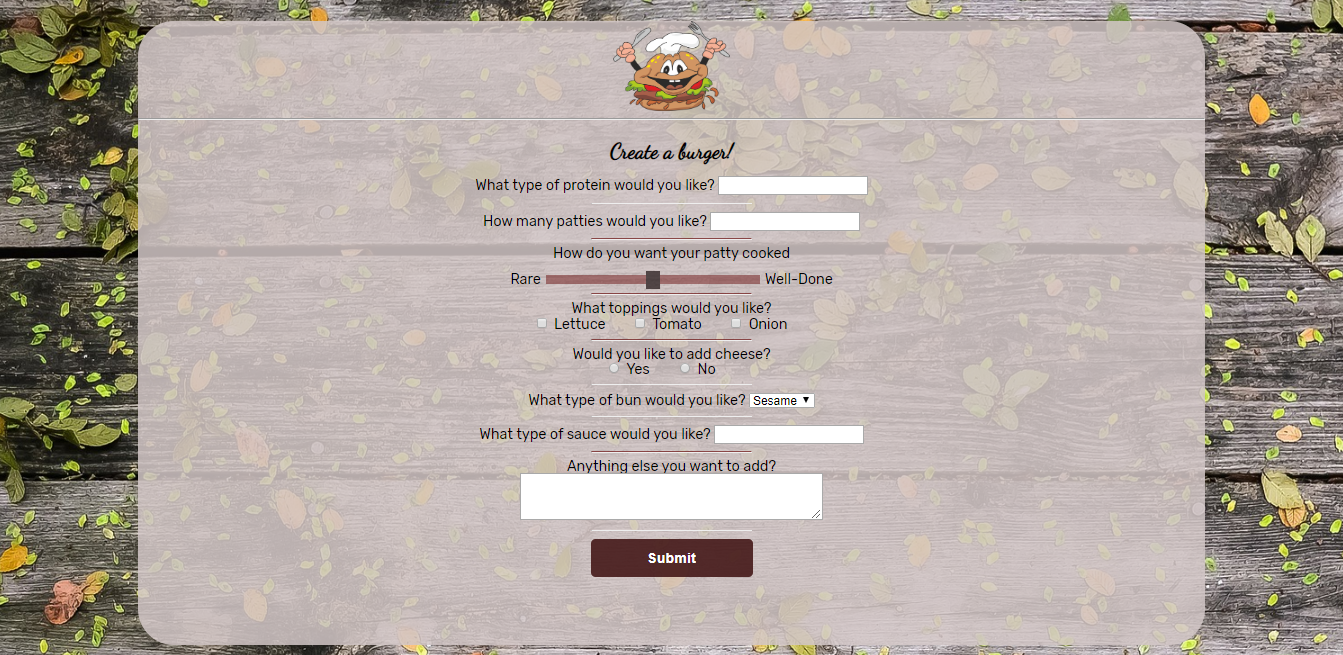 Create a burger!
What type of protein would you like?
How many patties would you like?
How do you want your patty cooked
Rare Well-Done
What toppings would you like?
Lettuce Tomato Onion
Would you like to add cheese?
Yes No
What type of bun would you like? Sesame
What type of sauce would you like?
Anything else you want to add?
Submit